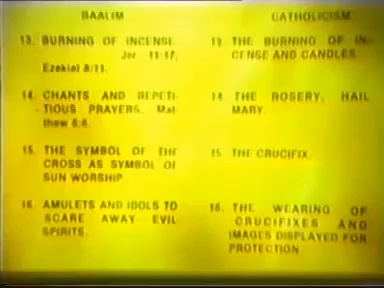 BAALIM
CATHOLICISM
13. BURNING OF INCENSE.
Jer 11:17,
Ezekiel 8:11.
13. THE BURNING OF IN-
CENSE AND CANDLES.
14. CHANTS AND REPETI-
TIOUS PRAYERS. Mat-
thew 6:6.
14 THE ROSERY, HAIL
MARY.
15. THE SYMBOL OF THE
CROSS AS SYMBOL OF
SUN WORSHIP
15. THE CRUCIFIX.
16. AMULETS AND IDOLS TO
SCARE AWAY EVIL
SPIRITS.
16. THE WEARING OF
CRUCIFIXES AND
IMAGES DISPLAYED FOR
PROTECTION